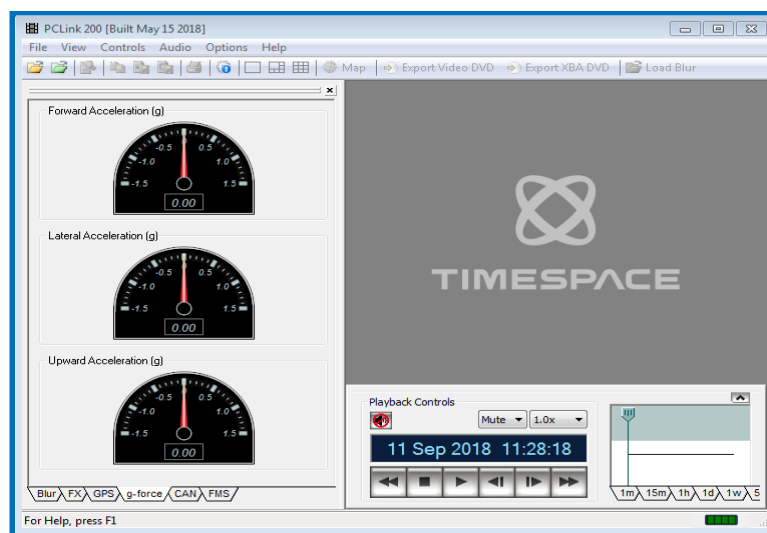 PCLink 200 [Built May 15 2018]
File View Controls Audio Options Help
Map Export Video DVD Export XBA DVD Load Blur
Forward Acceleration (g)
-1.5 -1.0 -0.5 0 0.5 1.0 1.5
0.00
Lateral Acceleration (g)
-1.5 -1.0 -0.5 0 0.5 1.0 1.5
0.00
Upward Acceleration (g)
-1.5 -1.0 -0.5 0 0.5 1.0 1.5
0.00
Blur FX GPS g-force CAN FMS
TIMESPACE
Playback Controls
Mute 1.0x
11 Sep 2018 11:28:18
1m 15m 1h 1d 1w 5
For Help, press F1